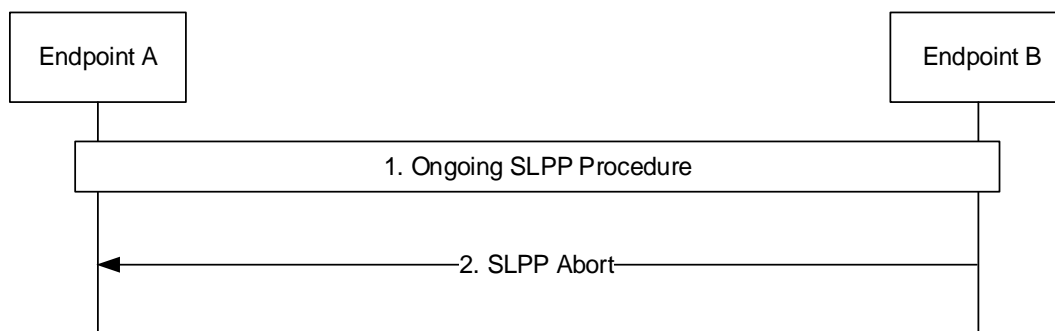 Endpoint A
Endpoint B
1. Ongoing SLPP Procedure
2. SLPP Abort